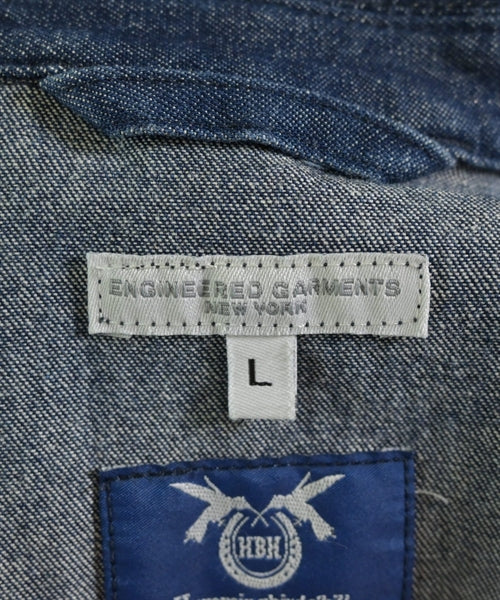 ENGINEERED GARMENTS
NEW YORK
L
HBH